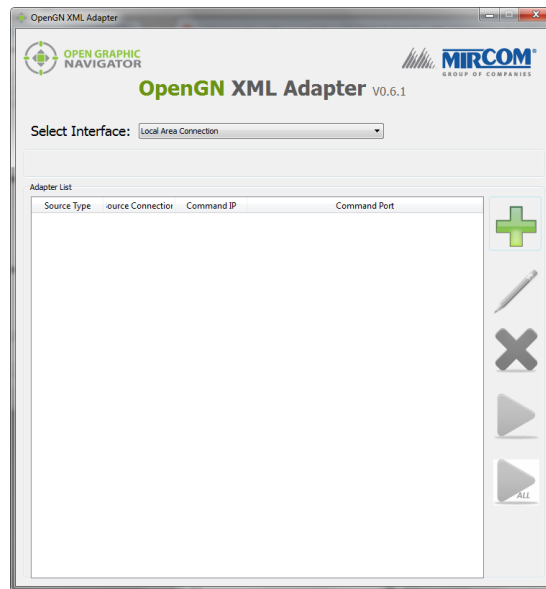 OpenGN XML Adapter
OPEN GRAPHIC
NAVIGATOR
MIRCOM®
GROUP OF COMPANIES
OpenGN XML Adapter V0.6.1
Select Interface: Local Area Connection
Adapter List
Source Type ource Connection Command IP Command Port
ALL